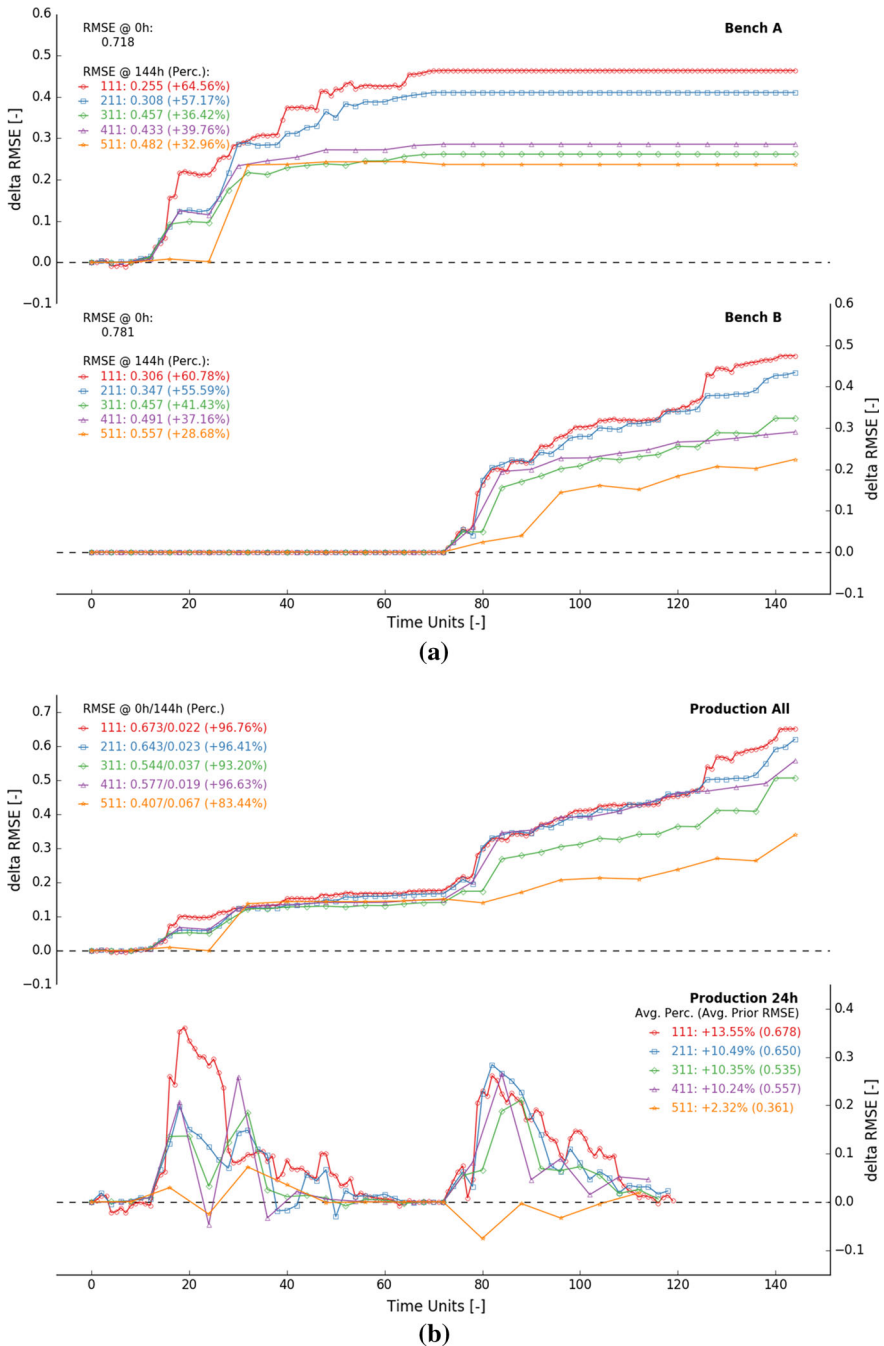 0.6
0.5
0.4
0.3
0.2
0.1
0.0
−0.1
delta RMSE [-]
RMSE @ 0h:
0.718
Bench A
RMSE @ 144h (Perc.):
111: 0.255 (+64.56%)
211: 0.308 (+57.17%)
311: 0.457 (+36.42%)
411: 0.433 (+39.76%)
511: 0.482 (+32.96%)
RMSE @ 0h:
0.781
Bench B
RMSE @ 144h (Perc.):
111: 0.306 (+60.78%)
211: 0.347 (+55.59%)
311: 0.457 (+41.43%)
411: 0.491 (+37.16%)
511: 0.557 (+28.68%)
0.6
0.5
0.4
0.3
0.2
0.1
0.0
−0.1
delta RMSE [-]
0 20 40 60 80 100 120 140
Time Units [-]
(a)
0.7
0.6
0.5
0.4
0.3
0.2
0.1
0.0
−0.1
delta RMSE [-]
RMSE @ 0h/144h (Perc.)
Production All
111: 0.673/0.022 (+96.76%)
211: 0.643/0.023 (+96.41%)
311: 0.544/0.037 (+93.20%)
411: 0.577/0.019 (+96.63%)
511: 0.407/0.067 (+83.44%)
Production 24h
Avg. Perc. (Avg. Prior RMSE)
111: +13.55% (0.678)
211: +10.49% (0.650)
311: +10.35% (0.535)
411: +10.24% (0.557)
511: +2.32% (0.361)
0.4
0.3
0.2
0.1
0.0
−0.1
delta RMSE [-]
0 20 40 60 80 100 120 140
Time Units [-]
(b)